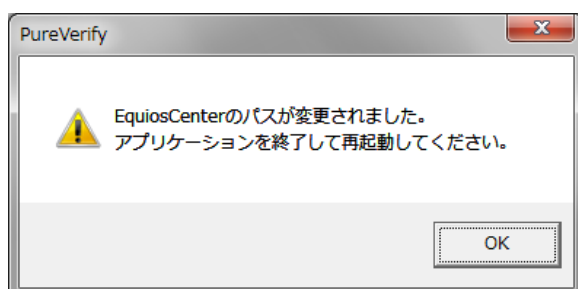 PureVerify
EquiosCenterのパスが変更されました。
アプリケーションを終了して再起動してください。
OK